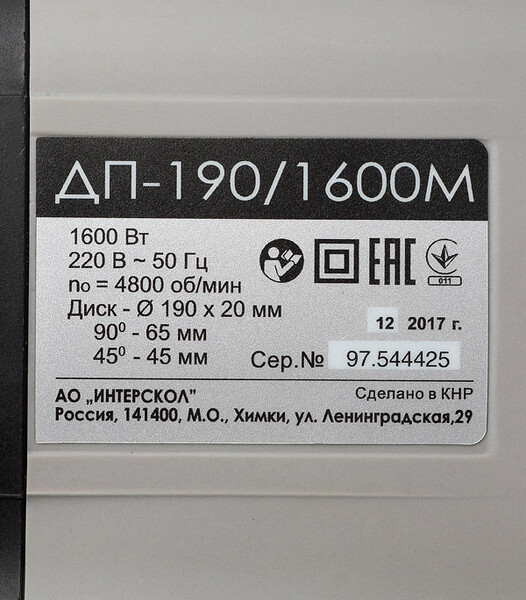 ДП-190/1600М
1600 Вт
220 В ~ 50 Гц
no = 4800 об/мин
Диск - Ø 190 x 20 мм
90⁰ - 65 мм
45⁰ - 45 мм
EAC
011
12 2017 г.
Сер.№ 97.544425
АО „ИНТЕРСКОЛ"
Сделано в КНР
Россия, 141400, М.О., Химки, ул. Ленинградская,29